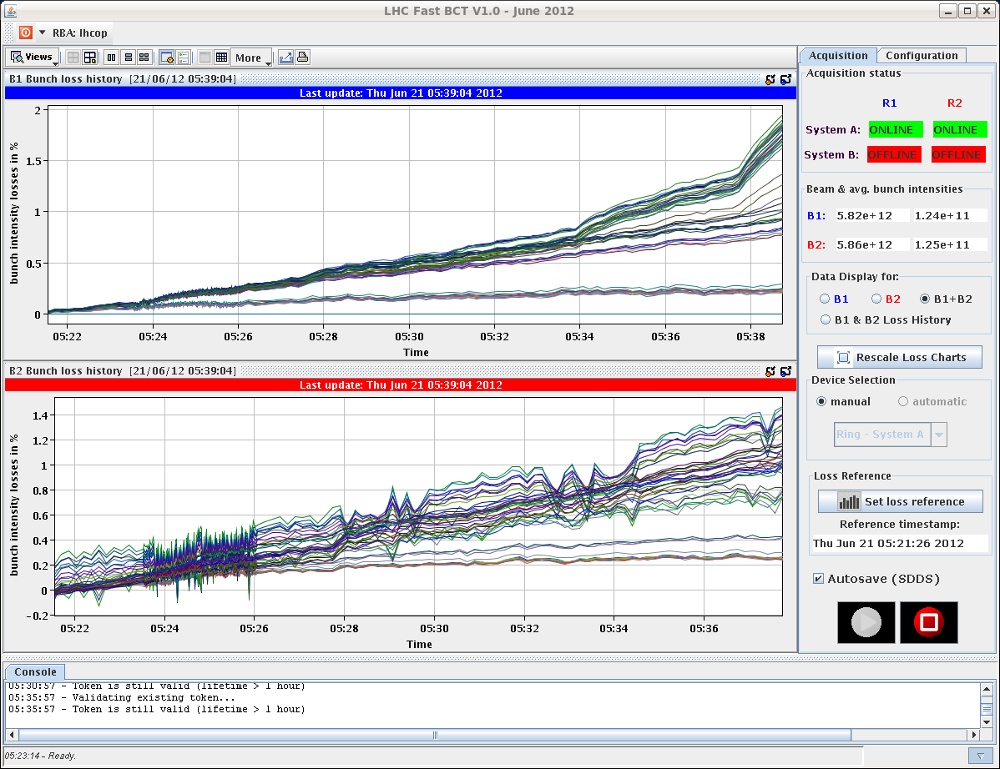 LHC Fast BCT V1.0 - June 2012
RBA: lhcop
Views
More
B1 Bunch loss history [21/06/12 05:39:04]
Last update: Thu Jun 21 05:39:04 2012
bunch intensity losses in %
2
1.5
1
0.5
0
05:22 05:24 05:26 05:28 05:30 05:32 05:34 05:36 05:38
Time
B2 Bunch loss history [21/06/12 05:39:04]
Last update: Thu Jun 21 05:39:04 2012
bunch intensity losses in %
1.4
1.2
1
0.8
0.6
0.4
0.2
0
-0.2
05:22 05:24 05:26 05:28 05:30 05:32 05:34 05:36
Time
Acquisition Configuration
Acquisition status
R1 R2
System A: ONLINE ONLINE
System B: OFFLINE OFFLINE
Beam & avg. bunch intensities
B1: 5.82e+12 1.24e+11
B2: 5.86e+12 1.25e+11
Data Display for:
B1 B2 B1+B2
B1 & B2 Loss History
Rescale Loss Charts
Device Selection
manual automatic
Ring - System A
Loss Reference
Set loss reference
Reference timestamp:
Thu Jun 21 05:21:26 2012
Autosave (SDDS)
Console
05:30:57 - Token is still valid (lifetime > 1 hour)
05:35:57 - Validating existing token...
05:35:57 - Token is still valid (lifetime > 1 hour)
05:23:14 - Ready.